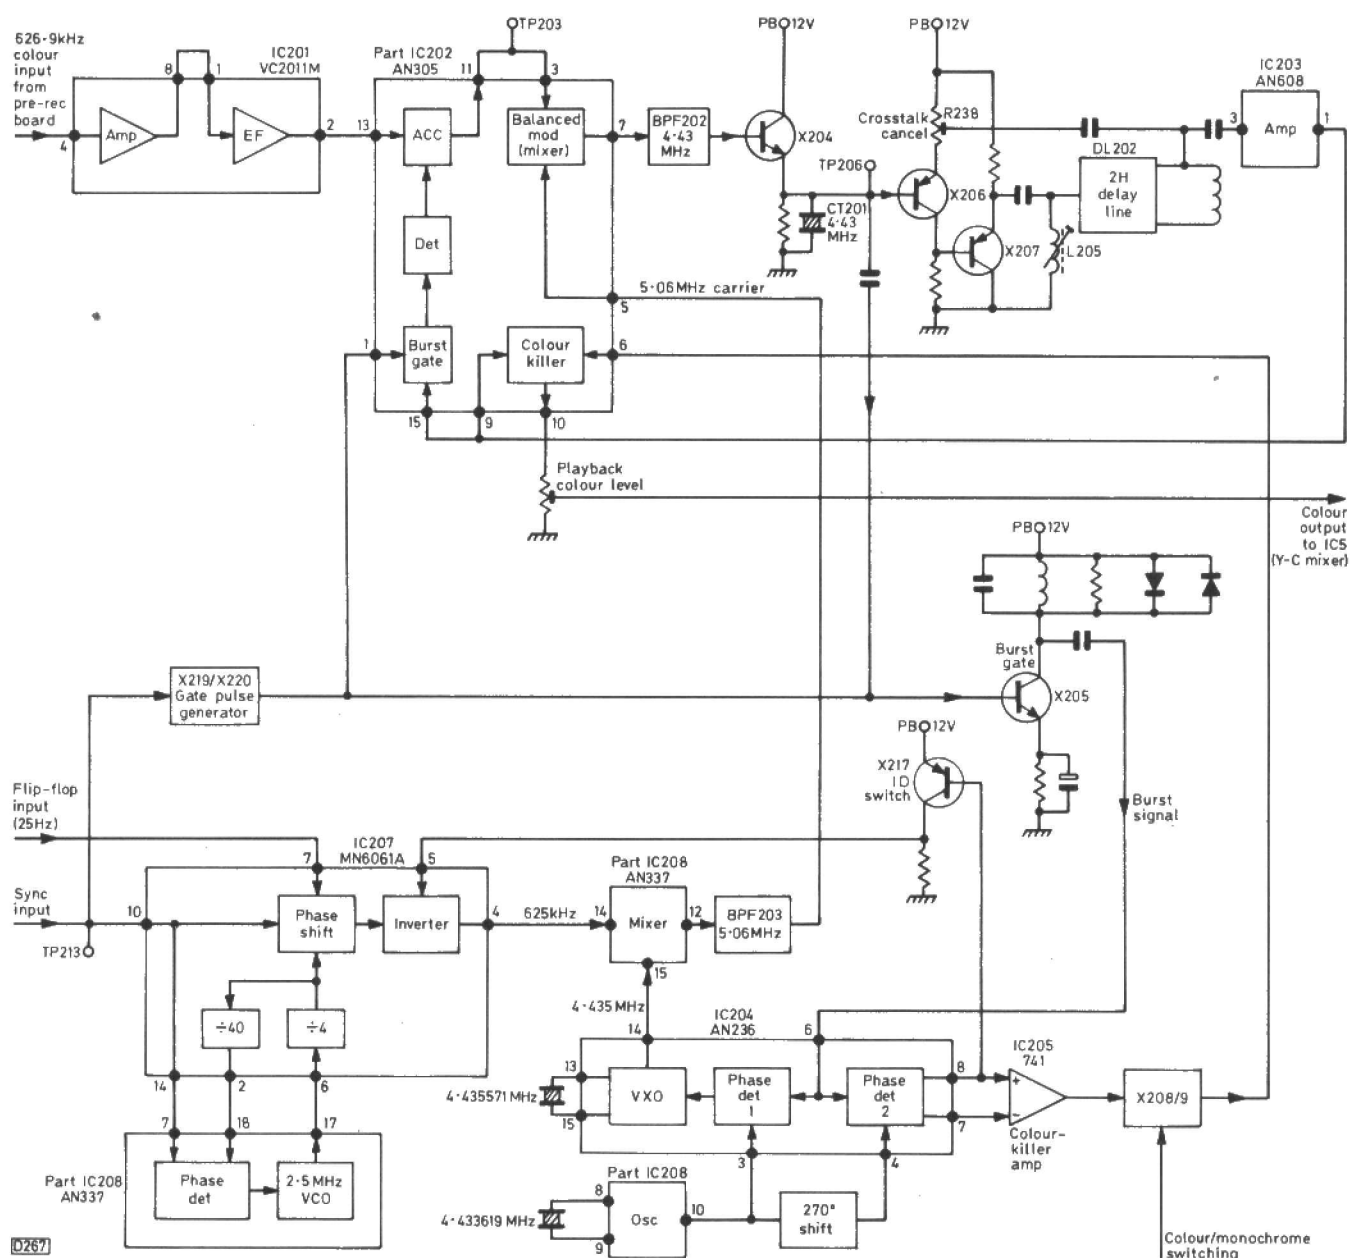 626-9kHz
colour
input
from
pre-rec
board
4
Amp
8
1
EF
IC201
VC2011M
2
13
Part IC202
AN305
11
TP203
3
ACC
Balanced
mod
(mixer)
7
BPF202
4·43
MHz
PB 12V
X204
TP206
CT201
4·43
MHz
PB 12V
Crosstalk
cancel
R238
X206
X207
L205
DL202
2H
delay
line
IC203
AN608
3
Amp
1
Det
5·06MHz carrier
5
1
Burst
gate
Colour
killer
6
15
9
10
Playback
colour level
Colour
output
to IC5
(Y-C mixer)
PB 12V
Burst
gate
X205
X219/X220
Gate pulse
generator
PB 12V
X217
ID
switch
Burst
signal
Flip-flop
input
(25Hz)
IC207
MN6061A
7
5
Sync
input
10
TP213
Phase
shift
Inverter
4
625kHz
Part IC208
AN337
14
Mixer
12
BPF203
5·06MHz
15
4·435MHz
÷40
÷4
14
2
6
7
18
17
Part IC208
AN337
Phase
det
2·5MHz
VCO
14
IC204
AN236
6
13
4·435571 MHz
15
VXO
Phase
det
1
Phase
det
2
8
7
3
4
IC205
741
+
−
Colour-
killer
amp
X208/9
Part IC208
8
4·433619 MHz
9
Osc
10
270°
shift
Colour/monochrome
switching
D267